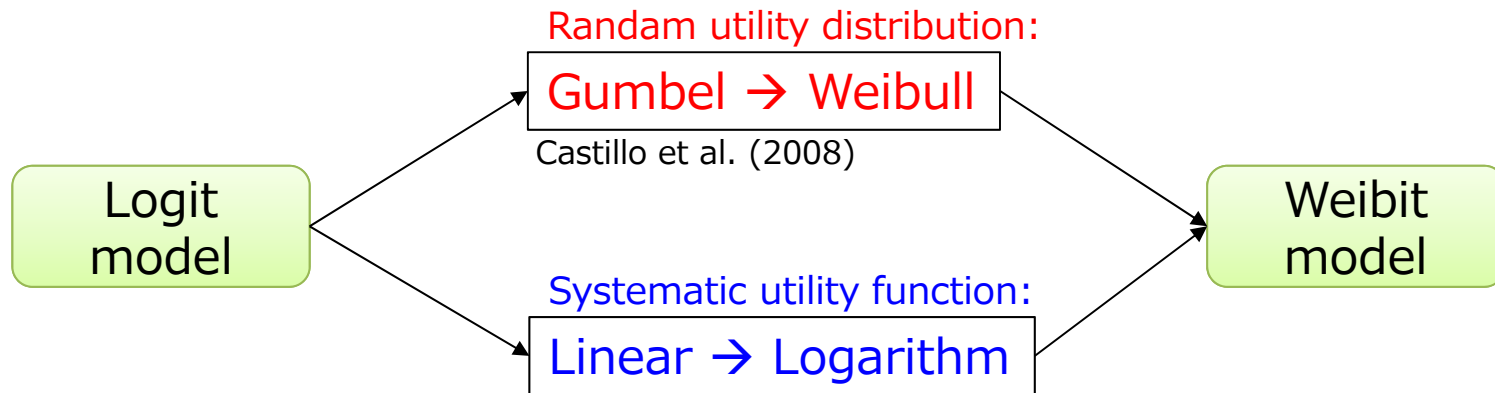 Randam utility distribution:
Gumbel → Weibull
Castillo et al. (2008)
Logit
model
Weibit
model
Systematic utility function:
Linear → Logarithm